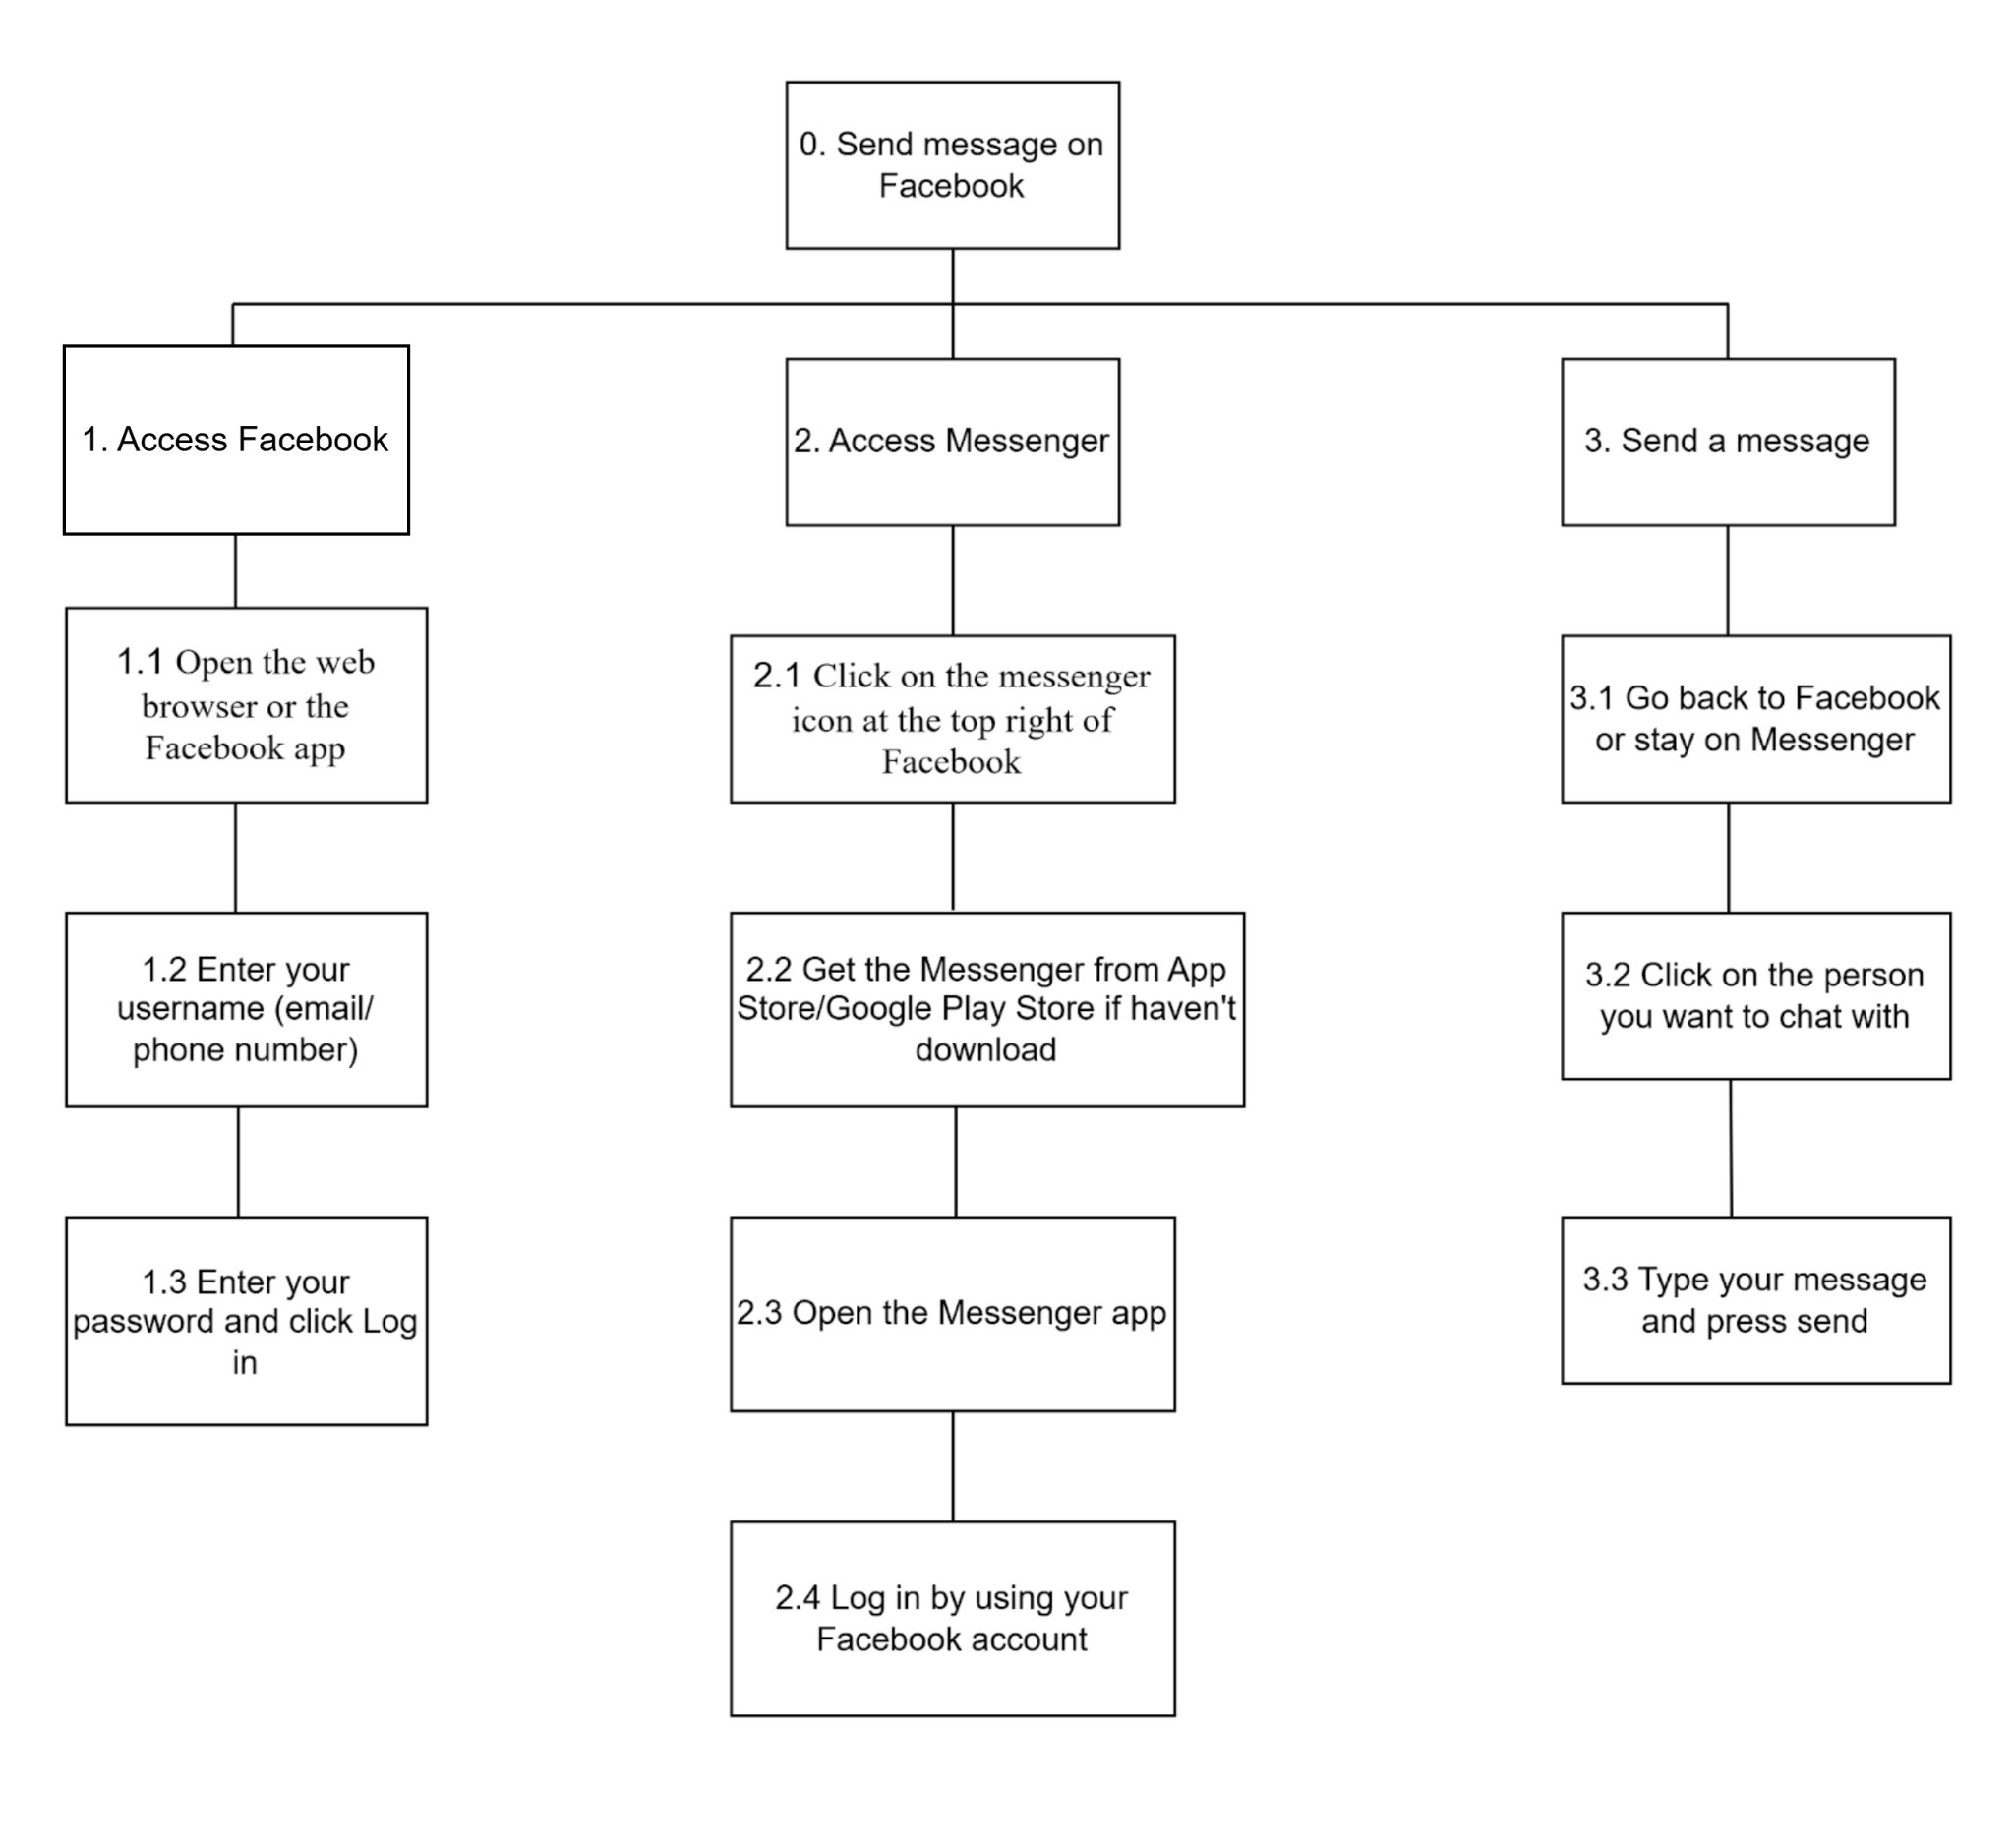 0. Send message on
Facebook
1. Access Facebook
2. Access Messenger
3. Send a message
1.1 Open the web
browser or the
Facebook app
2.1 Click on the messenger
icon at the top right of
Facebook
3.1 Go back to Facebook
or stay on Messenger
1.2 Enter your
username (email/
phone number)
2.2 Get the Messenger from App
Store/Google Play Store if haven't
download
3.2 Click on the person
you want to chat with
1.3 Enter your
password and click Log
in
2.3 Open the Messenger app
3.3 Type your message
and press send
2.4 Log in by using your
Facebook account